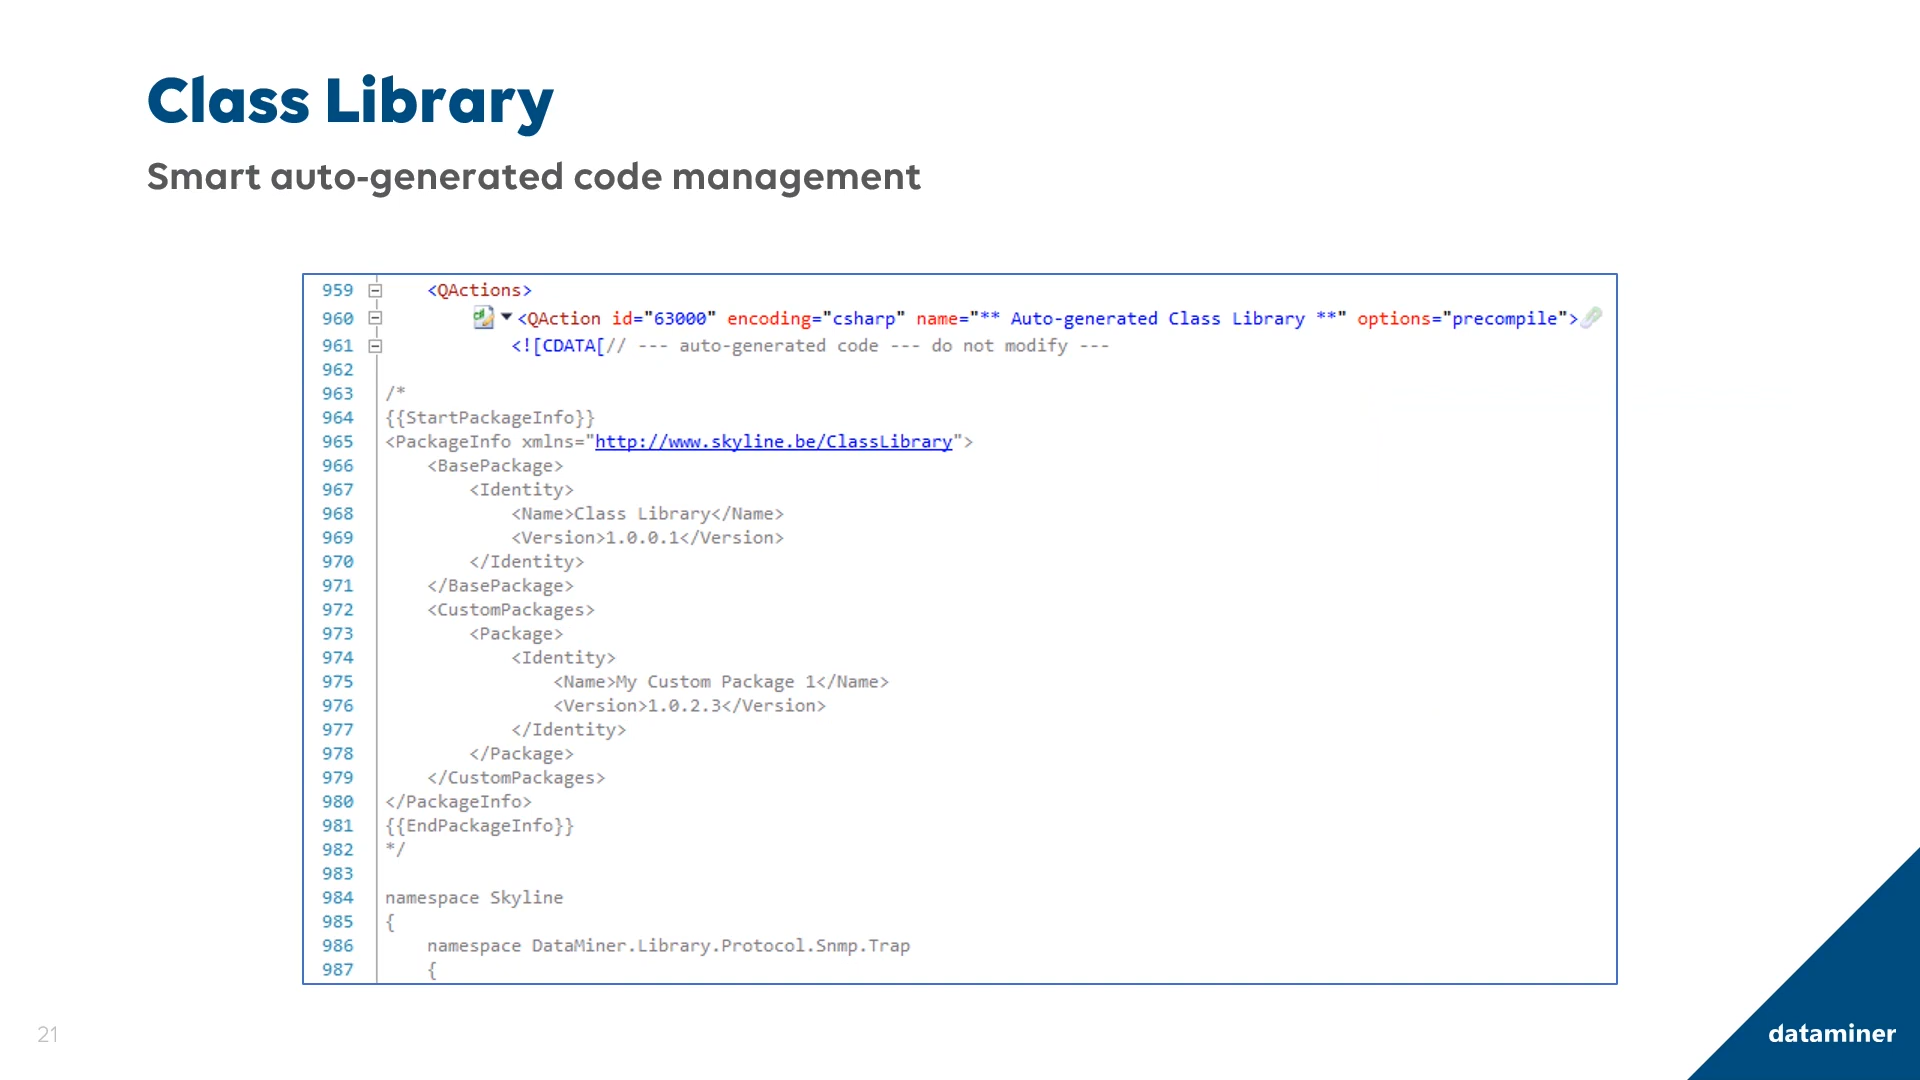 Class Library
Smart auto-generated code management
959 <QActions>
960 <QAction id="63000" encoding="csharp" name="** Auto-generated Class Library **" options="precompile">
961 <![CDATA[// --- auto-generated code --- do not modify ---
962
963 /*
964 {{StartPackageInfo}}
965 <PackageInfo xmlns="http://www.skyline.be/ClassLibrary">
966 <BasePackage>
967 <Identity>
968 <Name>Class Library</Name>
969 <Version>1.0.0.1</Version>
970 </Identity>
971 </BasePackage>
972 <CustomPackages>
973 <Package>
974 <Identity>
975 <Name>My Custom Package 1</Name>
976 <Version>1.0.2.3</Version>
977 </Identity>
978 </Package>
979 </CustomPackages>
980 </PackageInfo>
981 {{EndPackageInfo}}
982 */
983
984 namespace Skyline
985 {
986 namespace DataMiner.Library.Protocol.Snmp.Trap
987 {
21
dataminer